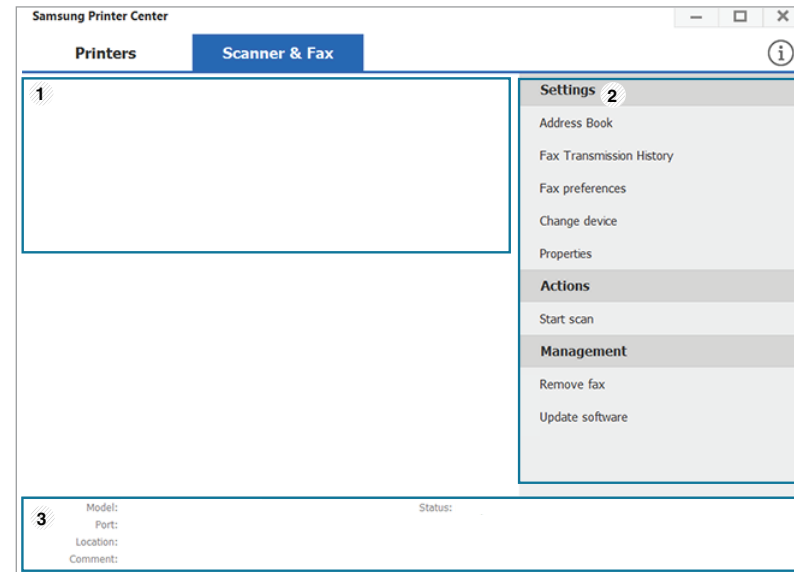 Samsung Printer Center
Printers
Scanner & Fax
1
Settings
2
Address Book
Fax Transmission History
Fax preferences
Change device
Properties
Actions
Start scan
Management
Remove fax
Update software
3
Model:
Status:
Port:
Location:
Comment: